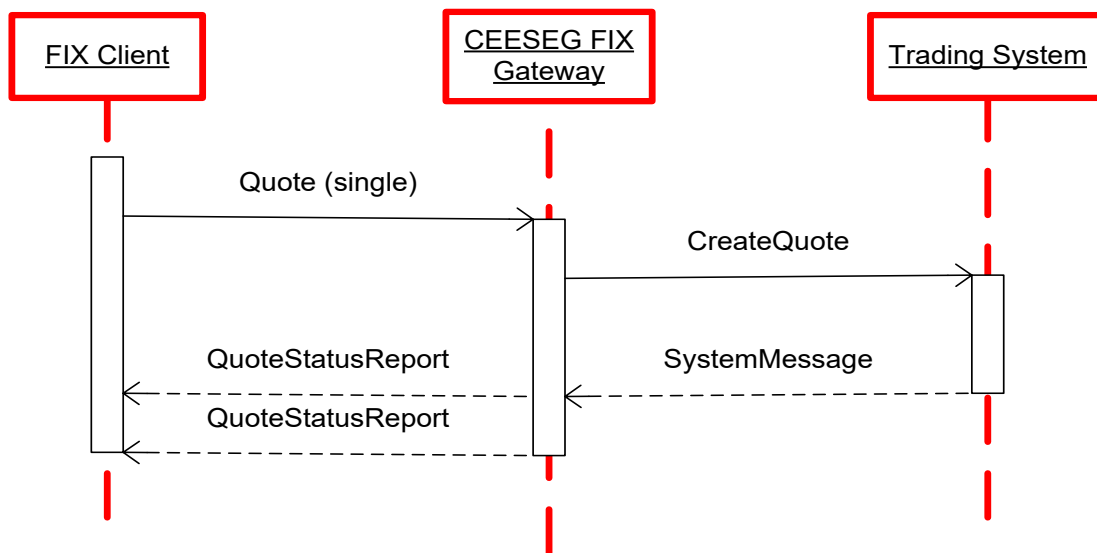 FIX Client
CEESEG FIX
Gateway
Trading System
Quote (single)
CreateQuote
QuoteStatusReport
SystemMessage
QuoteStatusReport